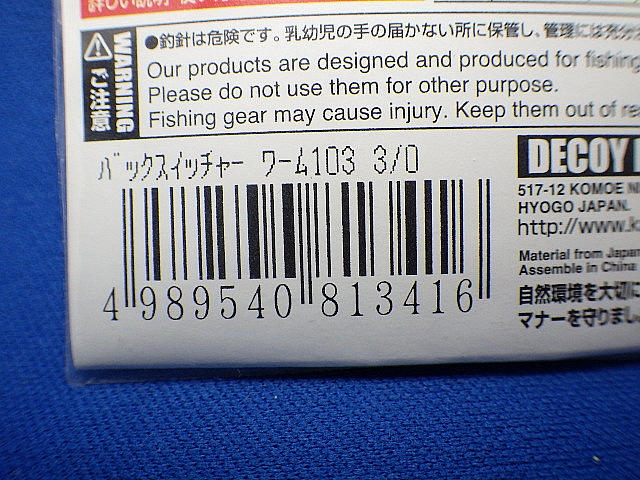 ●釣針は危険です。乳幼児の手の届かない所に保管し、管理には充分
WARNING
ご注意
Our products are designed and produced for fishing
Please do not use them for other purpose.
Fishing gear may cause injury. Keep them out of re
バックスイッチャー ワーム103 3/0
4 989540 813416
DECOY
517-12 KOMOE NI
HYOGO JAPAN.
http://www.ka
Material from Japan
Assemble in China
自然環境を大切に
マナーを守りまし